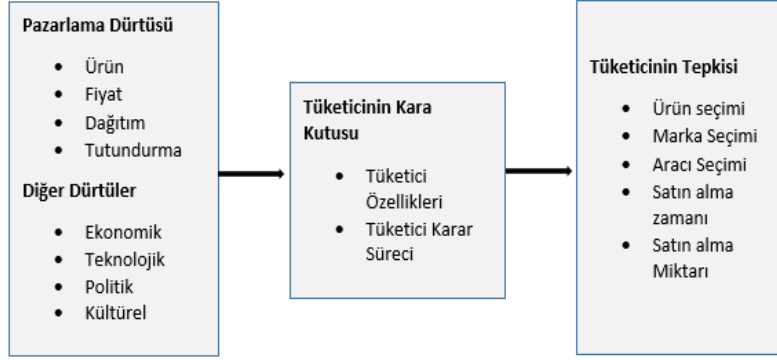 Pazarlama Dürtüsü
Ürün
Fiyat
Dağıtım
Tutundurma
Diğer Dürtüler
Ekonomik
Teknolojik
Politik
Kültürel
Tüketicinin Kara
Kutusu
Tüketici
Özellikleri
Tüketici Karar
Süreci
Tüketicinin Tepkisi
Ürün seçimi
Marka Seçimi
Aracı Seçimi
Satın alma
zamanı
Satın alma
Miktarı